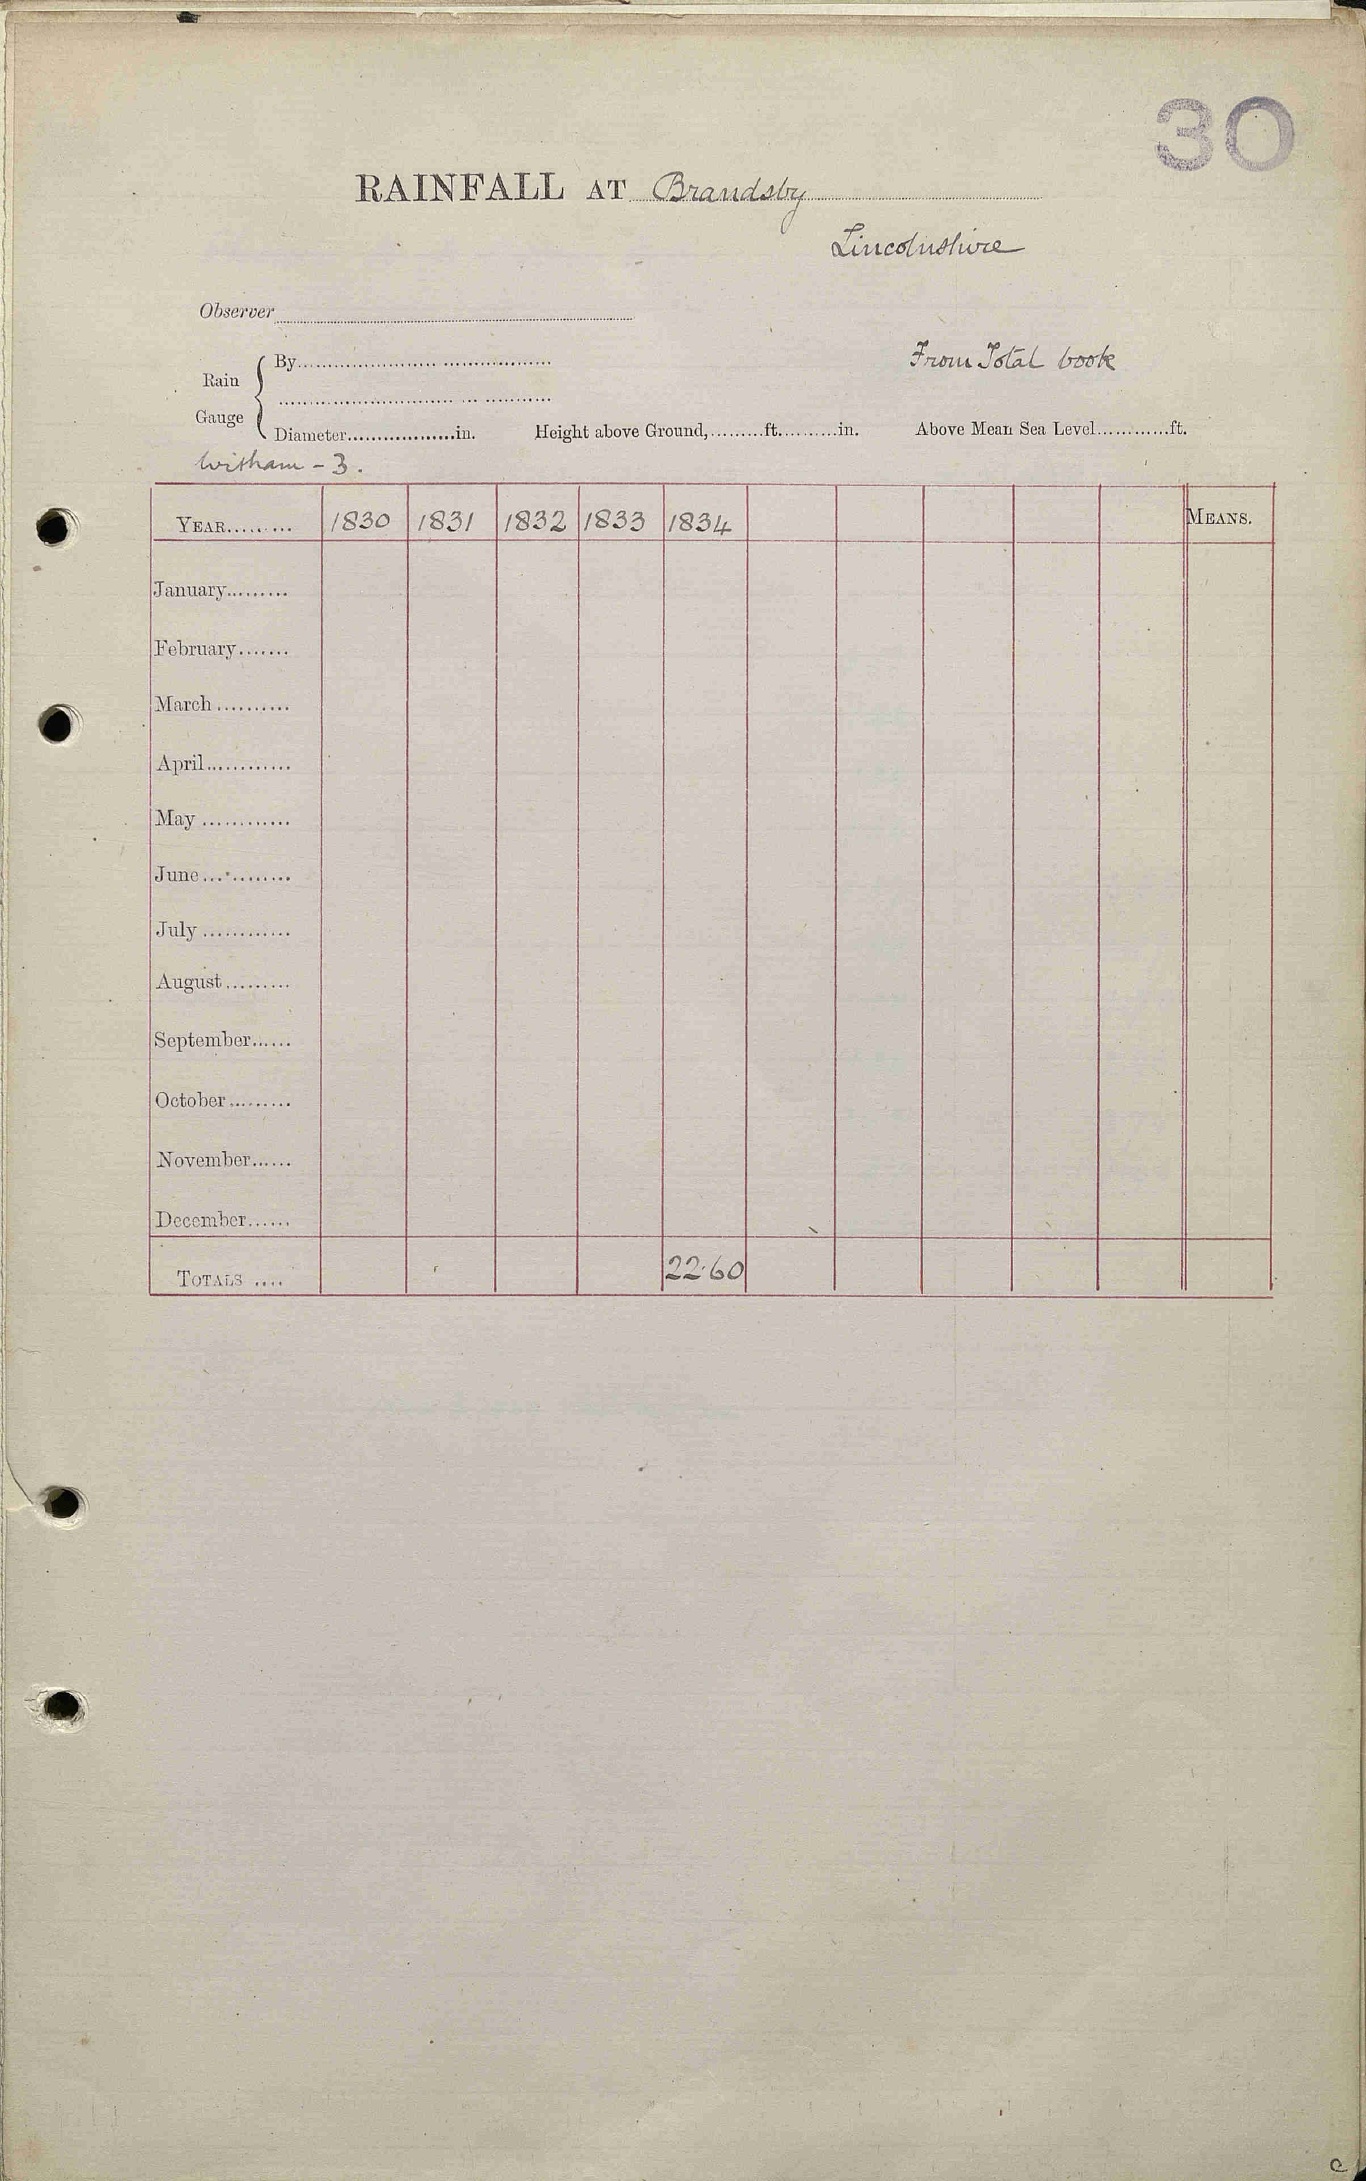 30
RAINFALL AT Brandsby
Lincolnshire
Observer
From Total book
Rain Gauge { By
Diameter..................in. Height above Ground,.........ft..........in. Above Mean Sea Level............ft.
Witham - 3.
YEAR......... 1830 1831 1832 1833 1834 MEANS.
January.........
February.......
March..........
April............
May............
June............
July............
August.........
September......
October.........
November......
December......
TOTALS .... 22.60
c